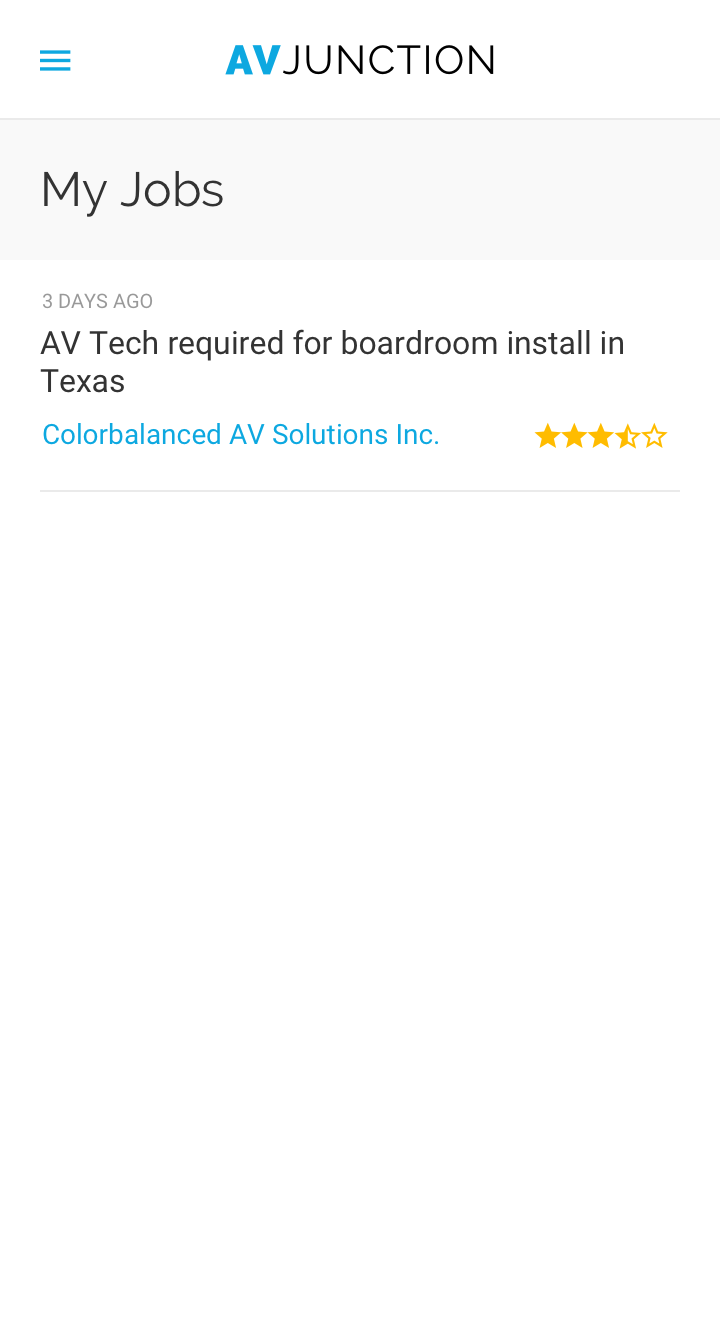 AVJUNCTION
My Jobs
3 DAYS AGO
AV Tech required for boardroom install in
Texas
Colorbalanced AV Solutions Inc.